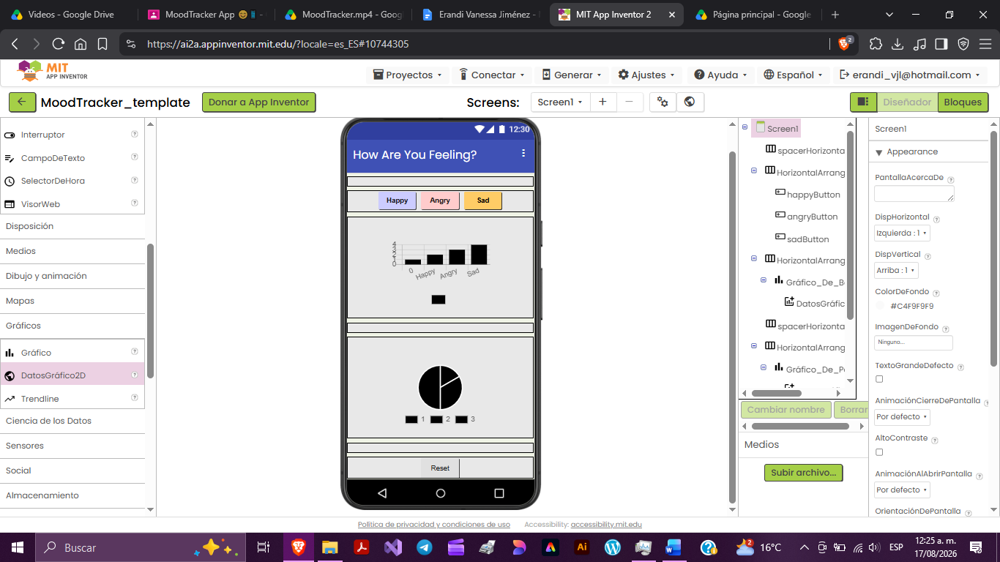 Videos - Google Drive
MoodTracker App
MoodTracker.mp4 - Goog
Erandi Vanessa Jiménez -
MIT App Inventor 2
Página principal - Google
https://ai2a.appinventor.mit.edu/?locale=es_ES#10744305
2
MIT
APP INVENTOR
Proyectos
Conectar
Generar
Ajustes
Ayuda
Español
erandi_vjl@hotmail.com
MoodTracker_template
Donar a App Inventor
Screens:
Screen1
Diseñador
Bloques
Interruptor
CampoDeTexto
SelectorDeHora
VisorWeb
Disposición
Medios
Dibujo y animación
Mapas
Gráficos
Gráfico
DatosGráfico2D
Trendline
Ciencia de los Datos
Sensores
Social
Almacenamiento
12:30
How Are You Feeling?
Happy
Angry
Sad
4
3
2
1
0
0
Happy
Angry
Sad
1
2
3
Reset
Screen1
spacerHorizonta
HorizontalArrang
happyButton
angryButton
sadButton
HorizontalArrang
Gráfico_De_B
DatosGráfic
spacerHorizonta
HorizontalArrang
Gráfico_De_P
Cambiar nombre
Borrar
Medios
Subir archivo...
Screen1
Appearance
PantallaAcercaDe
DispHorizontal
Izquierda : 1
DispVertical
Arriba : 1
ColorDeFondo
#C4F9F9F9
ImagenDeFondo
Ninguno...
TextoGrandeDefecto
AnimaciónCierreDePantalla
Por defecto
AltoContraste
AnimaciónAlAbrirPantalla
Por defecto
OrientaciónDePantalla
Política de privacidad y condiciones de uso
Accessibility: accessibility.mit.edu
Buscar
Ai
2
16°C
ESP
12:25 a. m.
17/08/2026